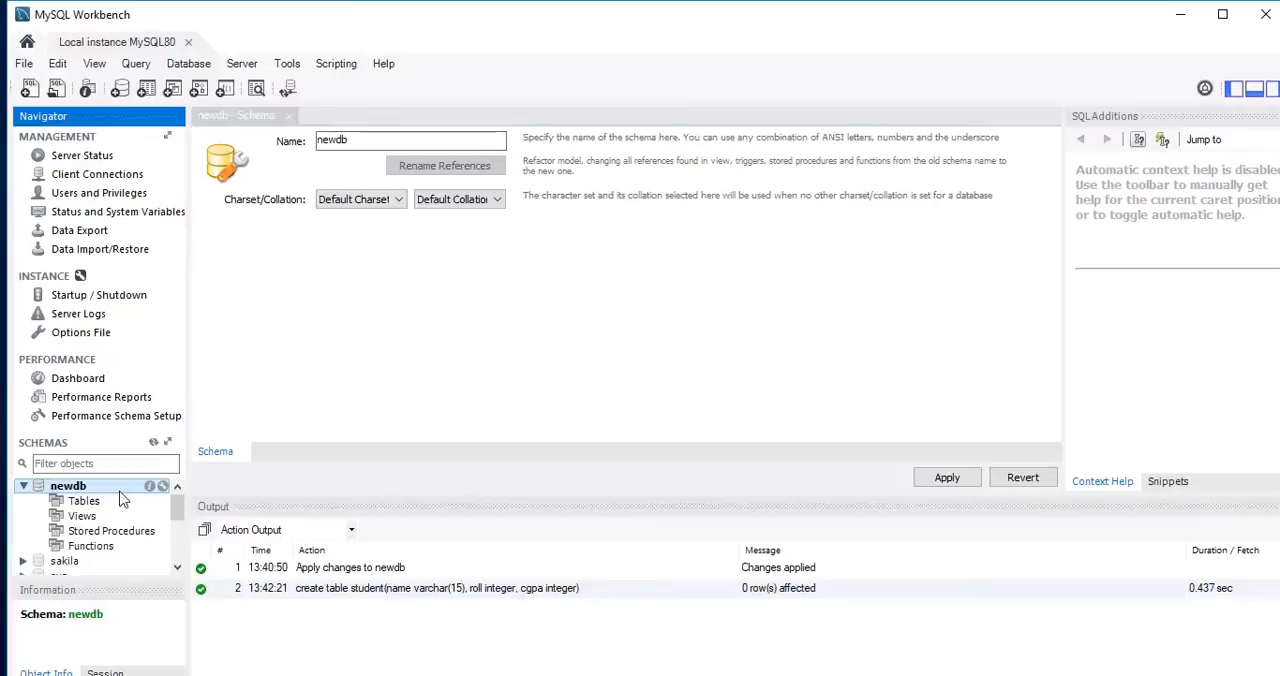 MySQL Workbench
Local instance MySQL80
File Edit View Query Database Server Tools Scripting Help
Navigator
MANAGEMENT
Server Status
Client Connections
Users and Privileges
Status and System Variables
Data Export
Data Import/Restore
INSTANCE
Startup / Shutdown
Server Logs
Options File
PERFORMANCE
Dashboard
Performance Reports
Performance Schema Setup
SCHEMAS
Filter objects
newdb
Tables
Views
Stored Procedures
Functions
sakila
Information
Schema: newdb
Object Info Session
newdb - Schema
Name: newdb
Specify the name of the schema here. You can use any combination of ANSI letters, numbers and the underscore
Rename References
Refactor model, changing all references found in view, triggers, stored procedures and functions from the old schema name to
the new one.
Charset/Collation: Default Charset Default Collation
The character set and its collation selected here will be used when no other charset/collation is set for a database
Schema
Apply Revert
Output
Action Output
# Time Action Message Duration / Fetch
1 13:40:50 Apply changes to newdb Changes applied
2 13:42:21 create table student(name varchar(15), roll integer, cgpa integer) 0 row(s) affected 0.437 sec
SQLAdditions
Jump to
Automatic context help is disabled
Use the toolbar to manually get
help for the current caret position
or to toggle automatic help.
Context Help Snippets